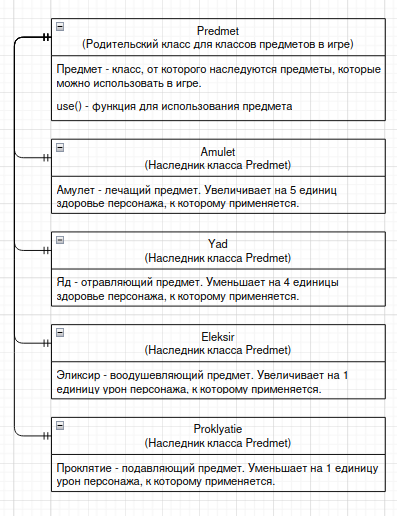 Predmet
(Родительский класс для классов предметов в игре)
Предмет - класс, от которого наследуются предметы, которые
можно использовать в игре.
use() - функция для использования предмета
Amulet
(Наследник класса Predmet)
Амулет - лечащий предмет. Увеличивает на 5 единиц
здоровье персонажа, к которому применяется.
Yad
(Наследник класса Predmet)
Яд - отравляющий предмет. Уменьшает на 4 единицы
здоровье персонажа, к которому применяется.
Eleksir
(Наследник класса Predmet)
Эликсир - воодушевляющий предмет. Увеличивает на 1
единицу урон персонажа, к которому применяется.
Proklyatie
(Наследник класса Predmet)
Проклятие - подавляющий предмет. Уменьшает на 1 единицу
урон персонажа, к которому применяется.